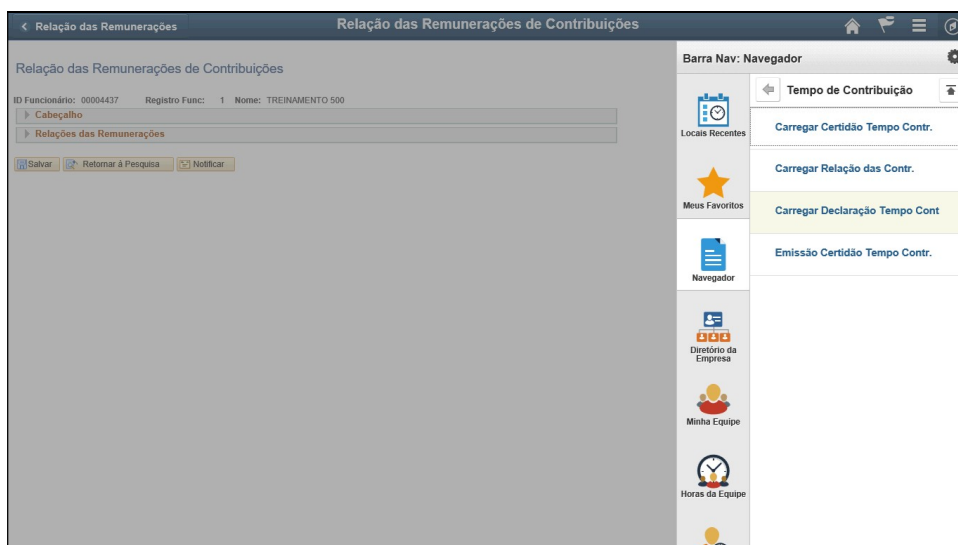 Relação das Remunerações
Relação das Remunerações de Contribuições
Relação das Remunerações de Contribuições
ID Funcionário: 00004437 Registro Func: 1 Nome: TREINAMENTO 500
Cabeçalho
Relações das Remunerações
Salvar Retornar à Pesquisa Notificar
Barra Nav: Navegador
Locais Recentes
Meus Favoritos
Navegador
Diretório da
Empresa
Minha Equipe
Horas da Equipe
Tempo de Contribuição
Carregar Certidão Tempo Contr.
Carregar Relação das Contr.
Carregar Declaração Tempo Cont
Emissão Certidão Tempo Contr.